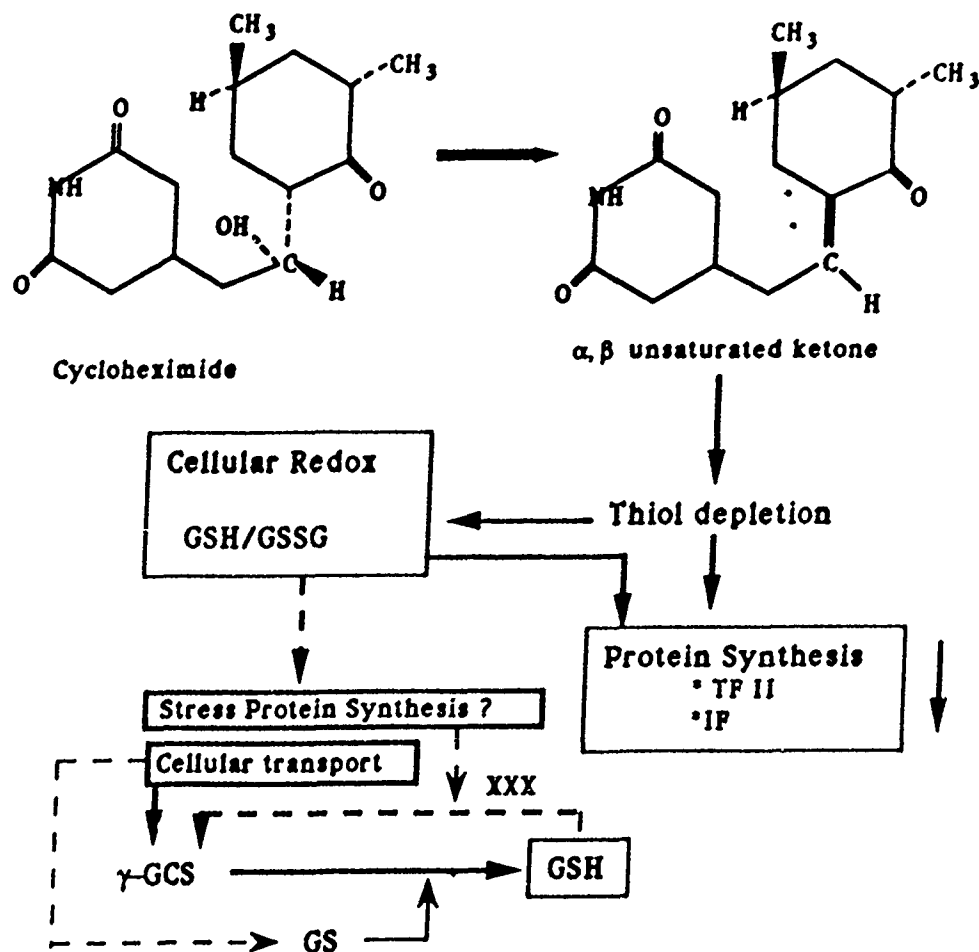 CH3
CH3
H
O
NH
O
OH
C
H
O
Cycloheximide
CH3
CH3
H
O
NH
O
C
H
O
α, β unsaturated ketone
Cellular Redox
GSH/GSSG
Thiol depletion
Protein Synthesis
* TF II
*IF
Stress Protein Synthesis ?
Cellular transport
XXX
γ-GCS
GSH
GS